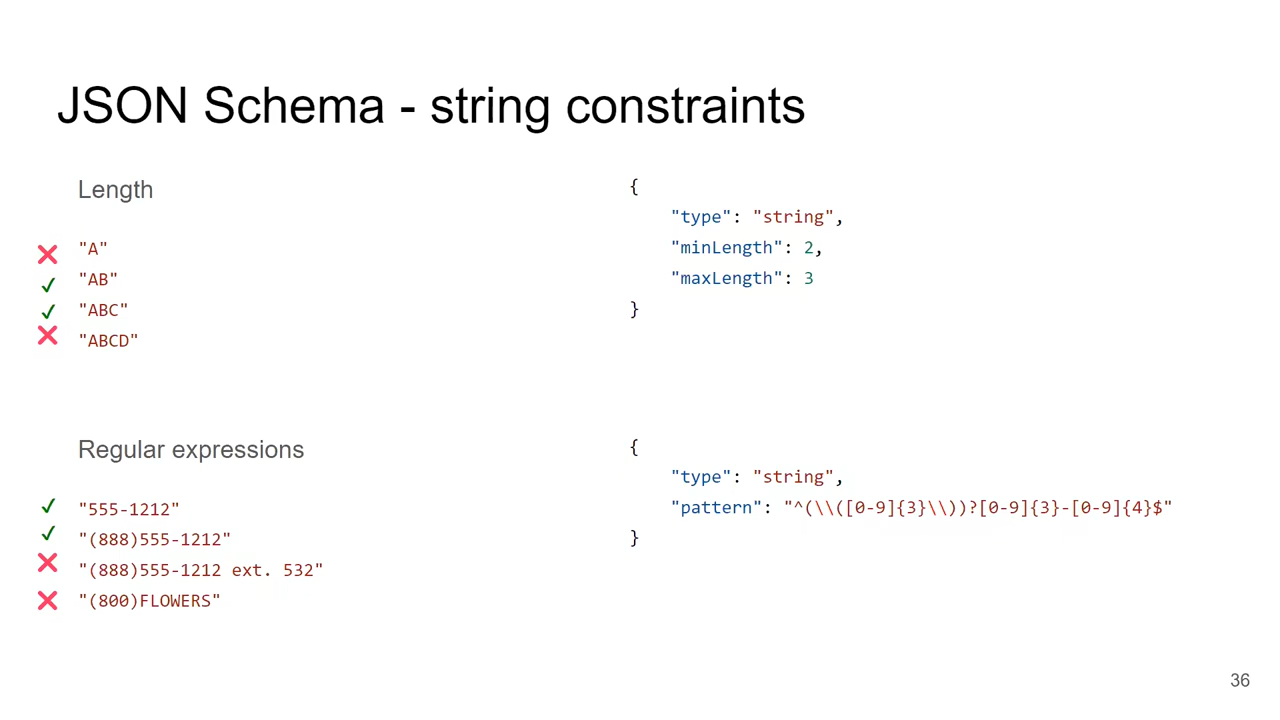 JSON Schema - string constraints
Length
"A"
"AB"
"ABC"
"ABCD"
{
"type": "string",
"minLength": 2,
"maxLength": 3
}
Regular expressions
"555-1212"
"(888)555-1212"
"(888)555-1212 ext. 532"
"(800)FLOWERS"
{
"type": "string",
"pattern": "^(\\([0-9]{3}\\))?[0-9]{3}-[0-9]{4}$"
}
36